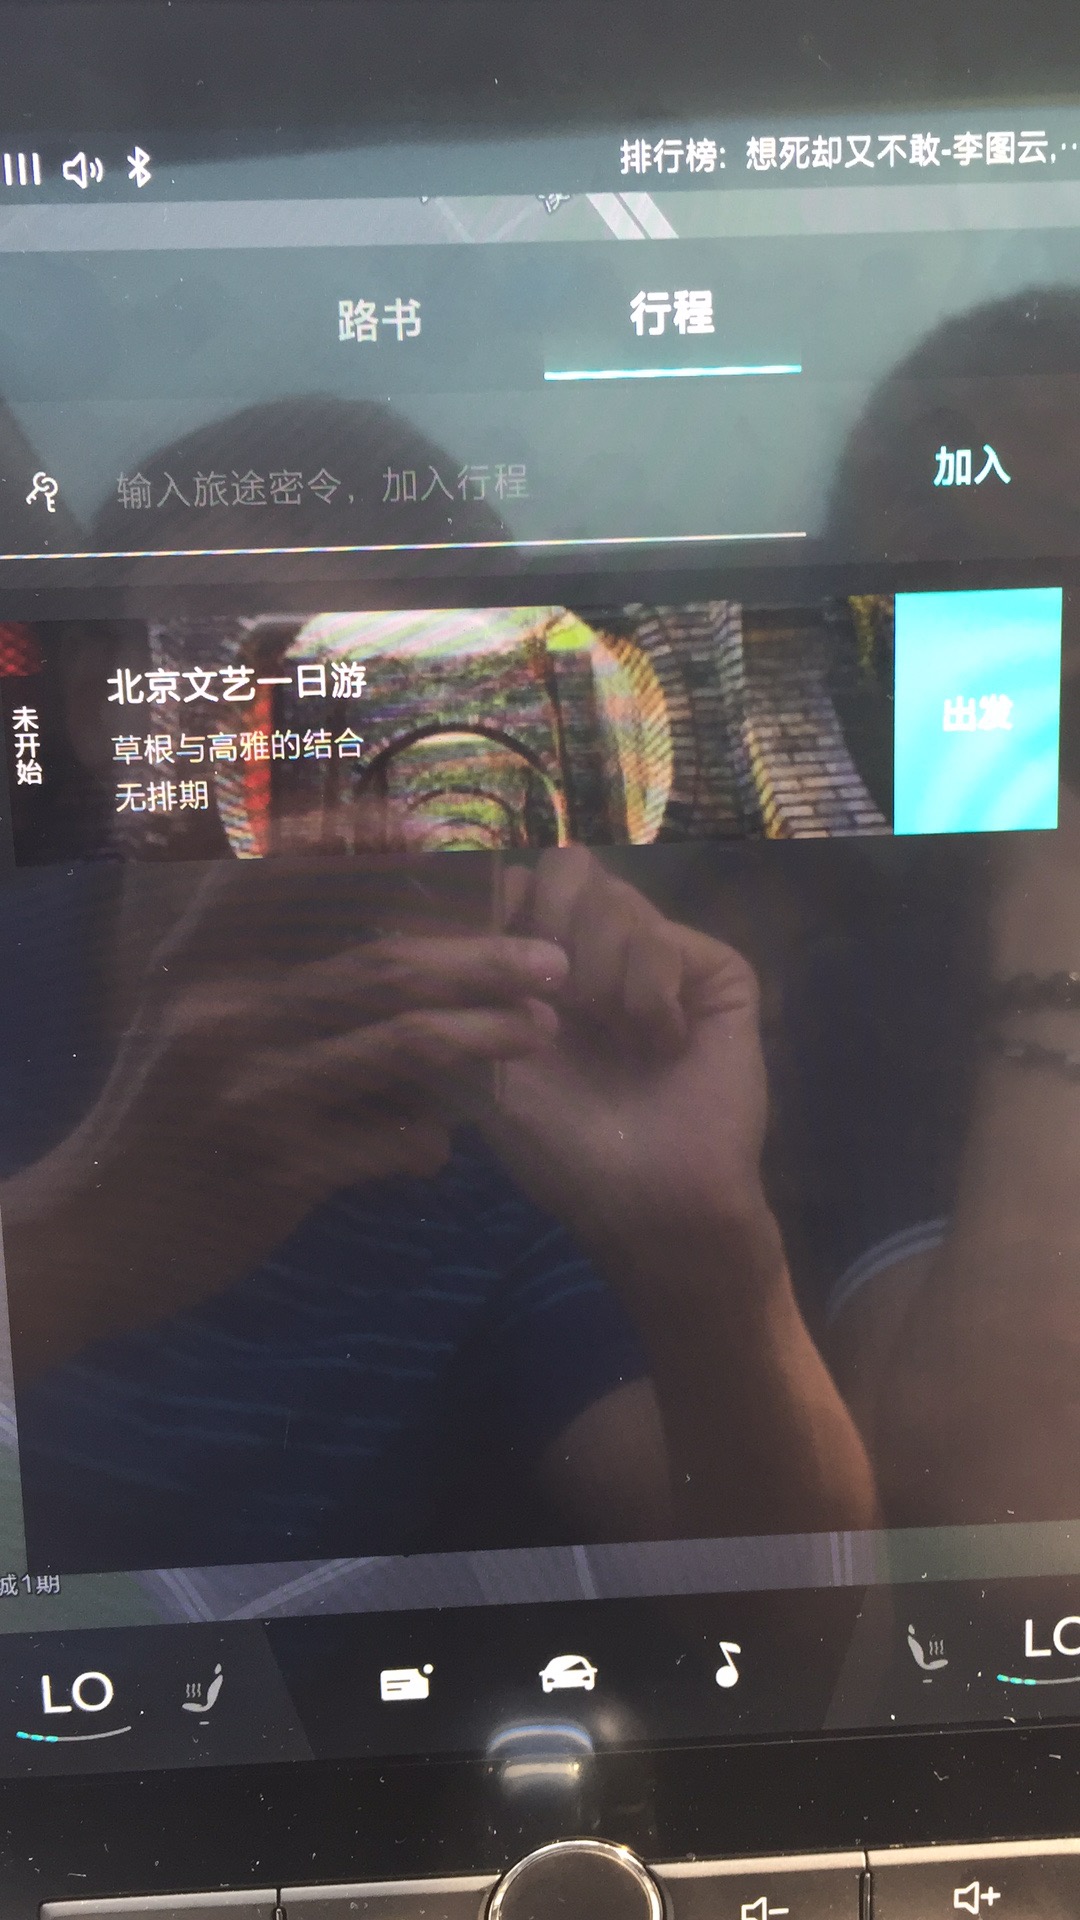 排行榜：想死却又不敢-李图云,…
路书
行程
输入旅途密令，加入行程
加入
未开始
北京文艺一日游
草根与高雅的结合
无排期
出发
城1期
LO
LO